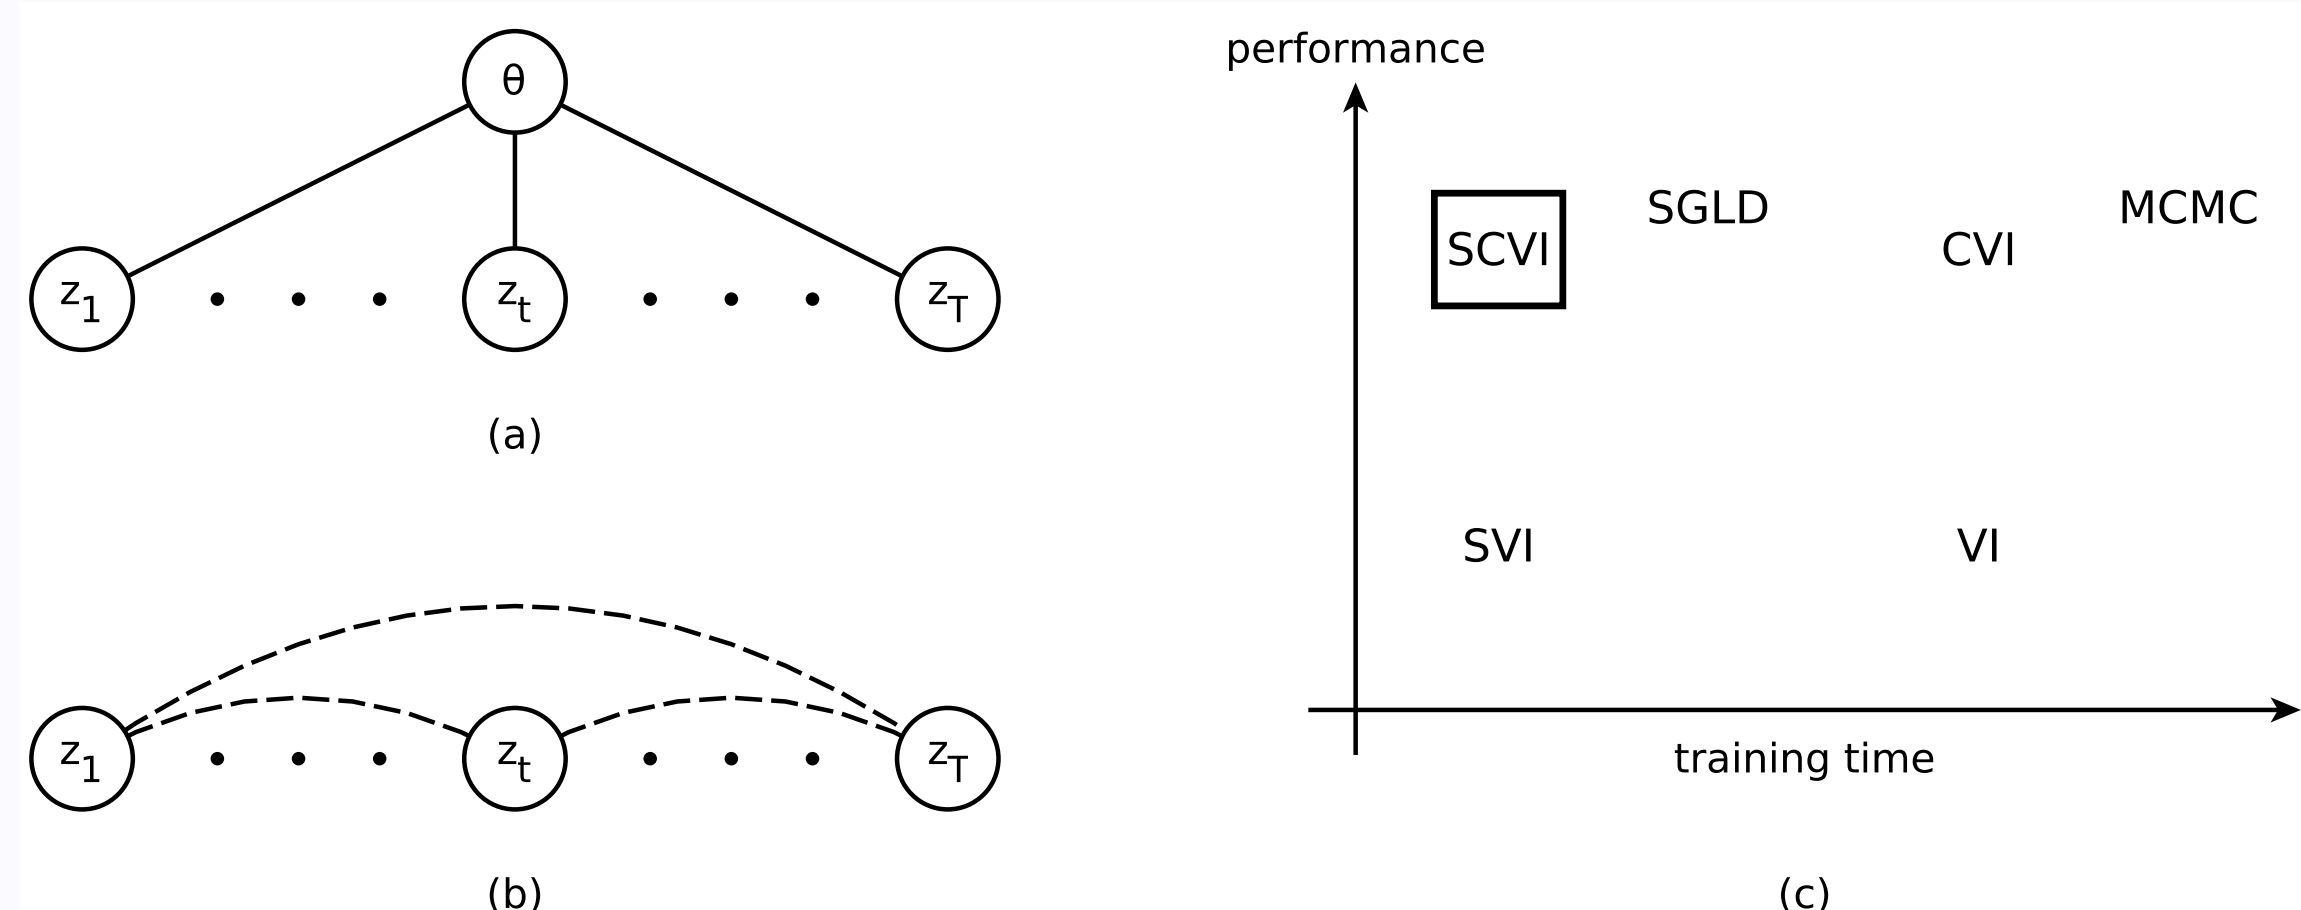 θ
z1
zt
zT
(a)
z1
zt
zT
(b)
performance
SGLD
MCMC
SCVI
CVI
SVI
VI
training time
(c)